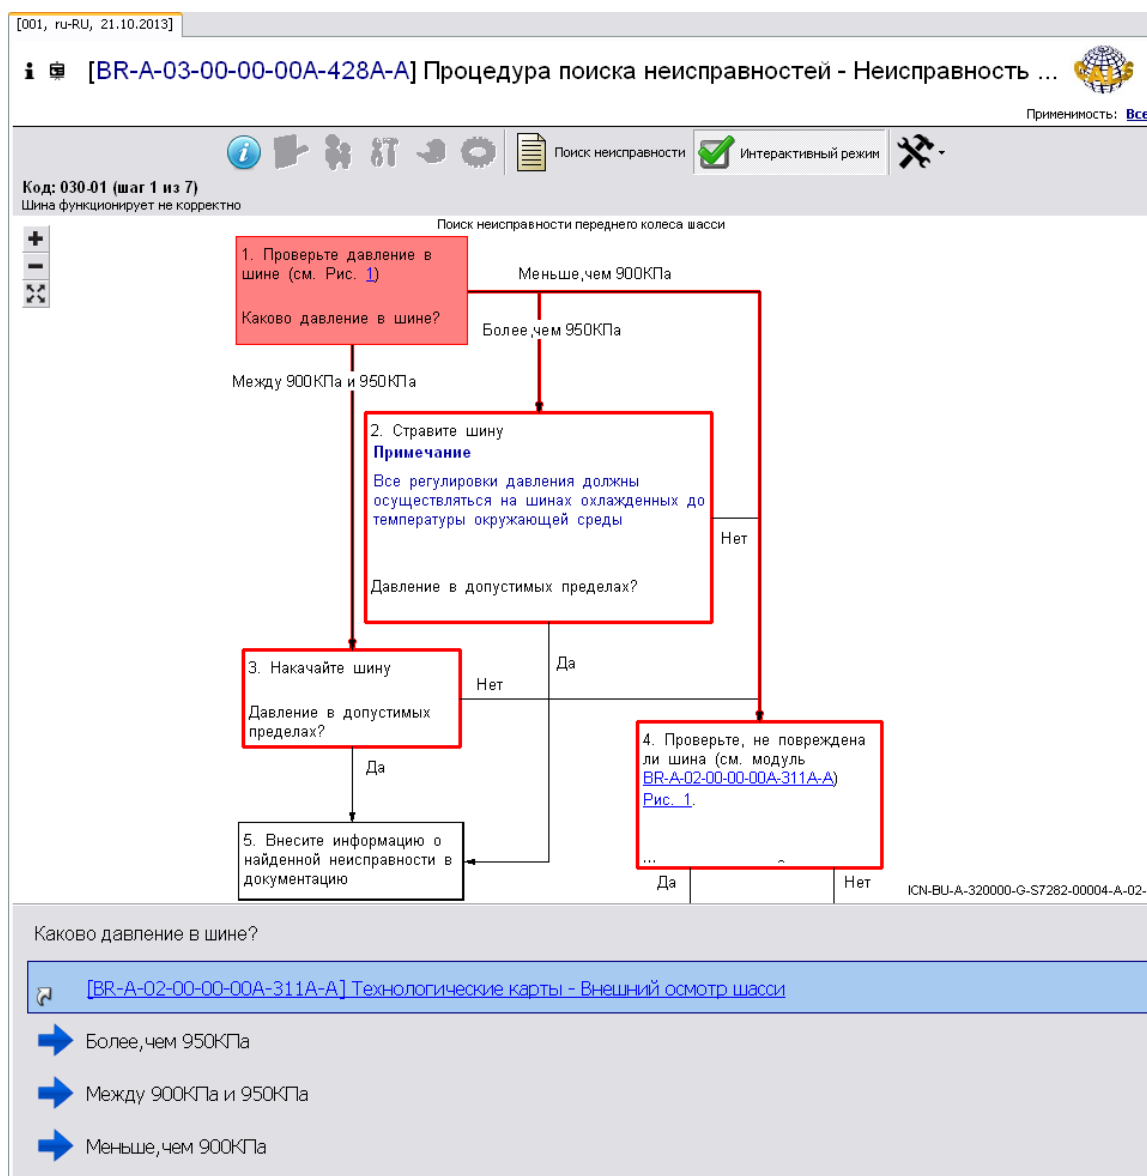 [001, ru-RU, 21.10.2013]
[BR-A-03-00-00-00A-428A-A] Процедура поиска неисправностей - Неисправность ...
CALS
Применимость: Все
Поиск неисправности
Интерактивный режим
Код: 030-01 (шаг 1 из 7)
Шина функционирует не корректно
Поиск неисправности переднего колеса шасси
1. Проверьте давление в
шине (см. Рис. 1)
Каково давление в шине?
Меньше,чем 900КПа
Более,чем 950КПа
Между 900КПа и 950КПа
2. Стравите шину
Примечание
Все регулировки давления должны
осуществляться на шинах охлажденных до
температуры окружающей среды
Давление в допустимых пределах?
Нет
Да
3. Накачайте шину
Давление в допустимых
пределах?
Нет
Да
4. Проверьте, не повреждена
ли шина (см. модуль
BR-A-02-00-00-00A-311A-A)
Рис. 1.
Да
Нет
5. Внесите информацию о
найденной неисправности в
документацию
ICN-BU-A-320000-G-S7282-00004-A-02-
Каково давление в шине?
[BR-A-02-00-00-00A-311A-A] Технологические карты - Внешний осмотр шасси
Более,чем 950КПа
Между 900КПа и 950КПа
Меньше,чем 900КПа